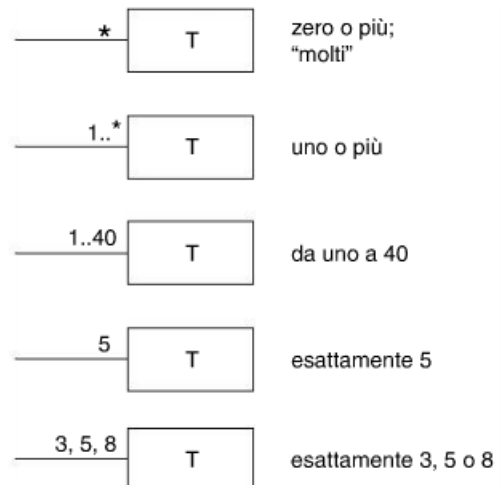 * T zero o più;
“molti”
1..* T uno o più
1..40 T da uno a 40
5 T esattamente 5
3, 5, 8 T esattamente 3, 5 o 8